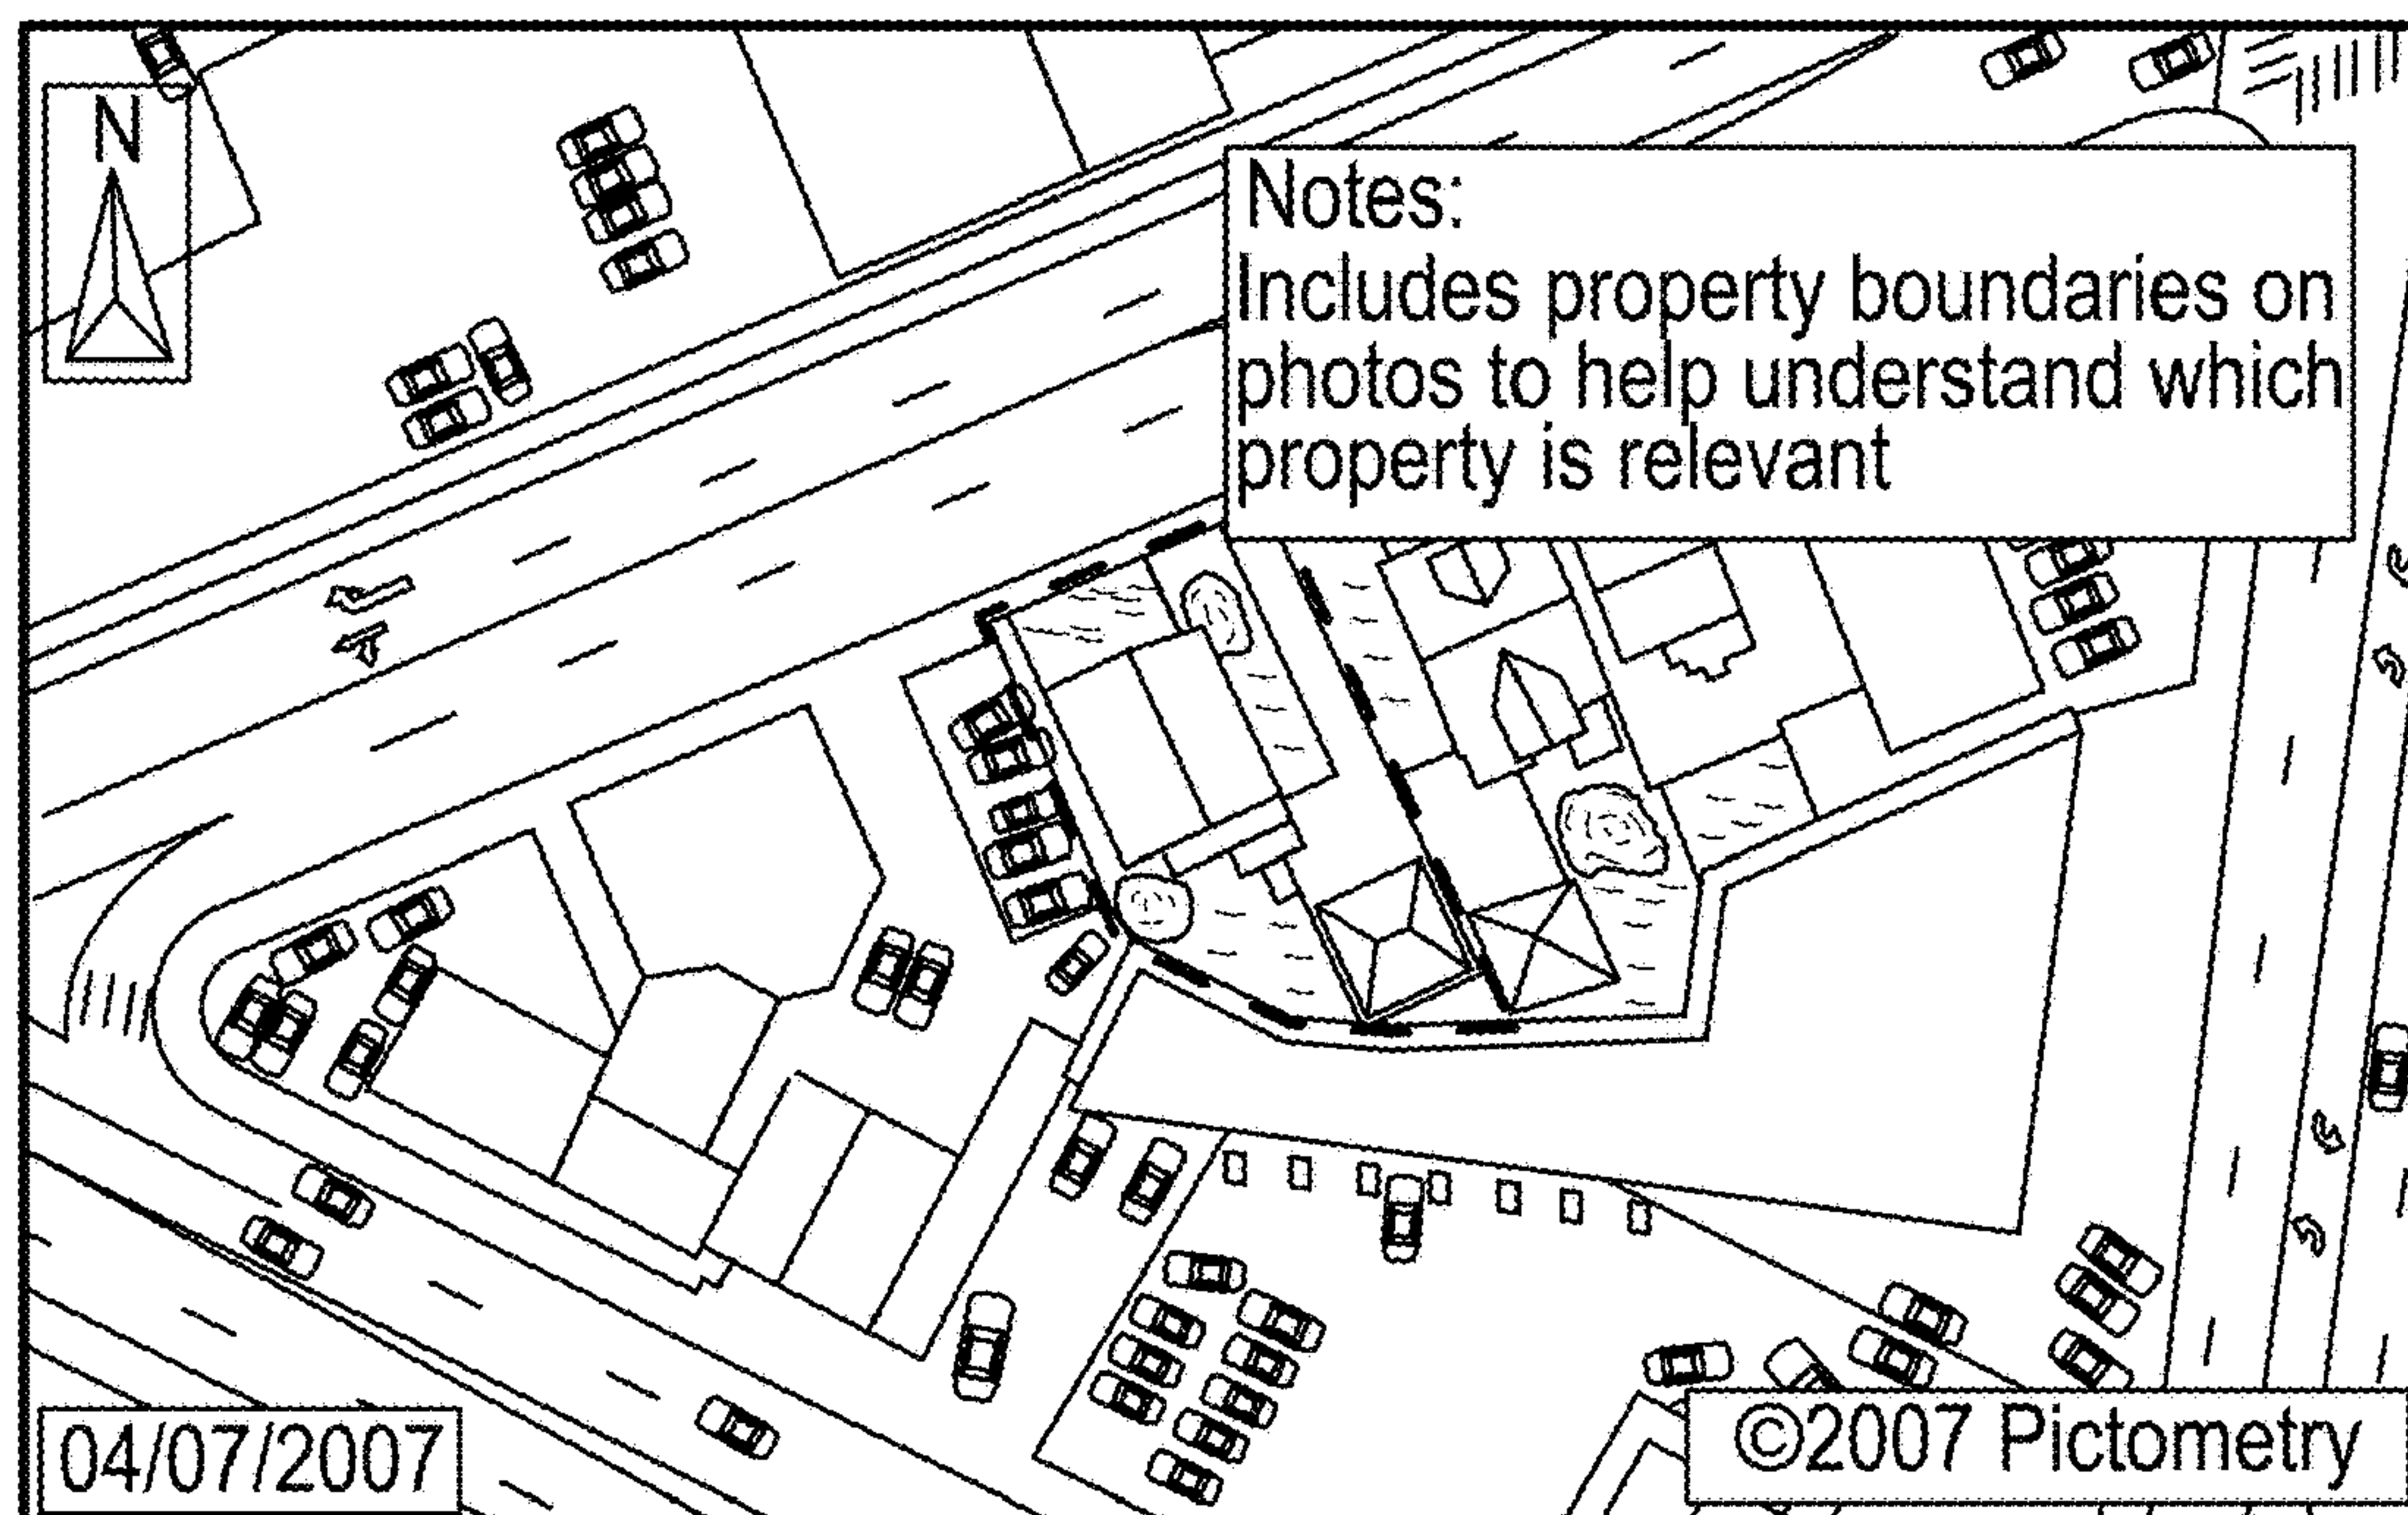 N
Notes:
Includes property boundaries on
photos to help understand which
property is relevant
04/07/2007
©2007 Pictometry